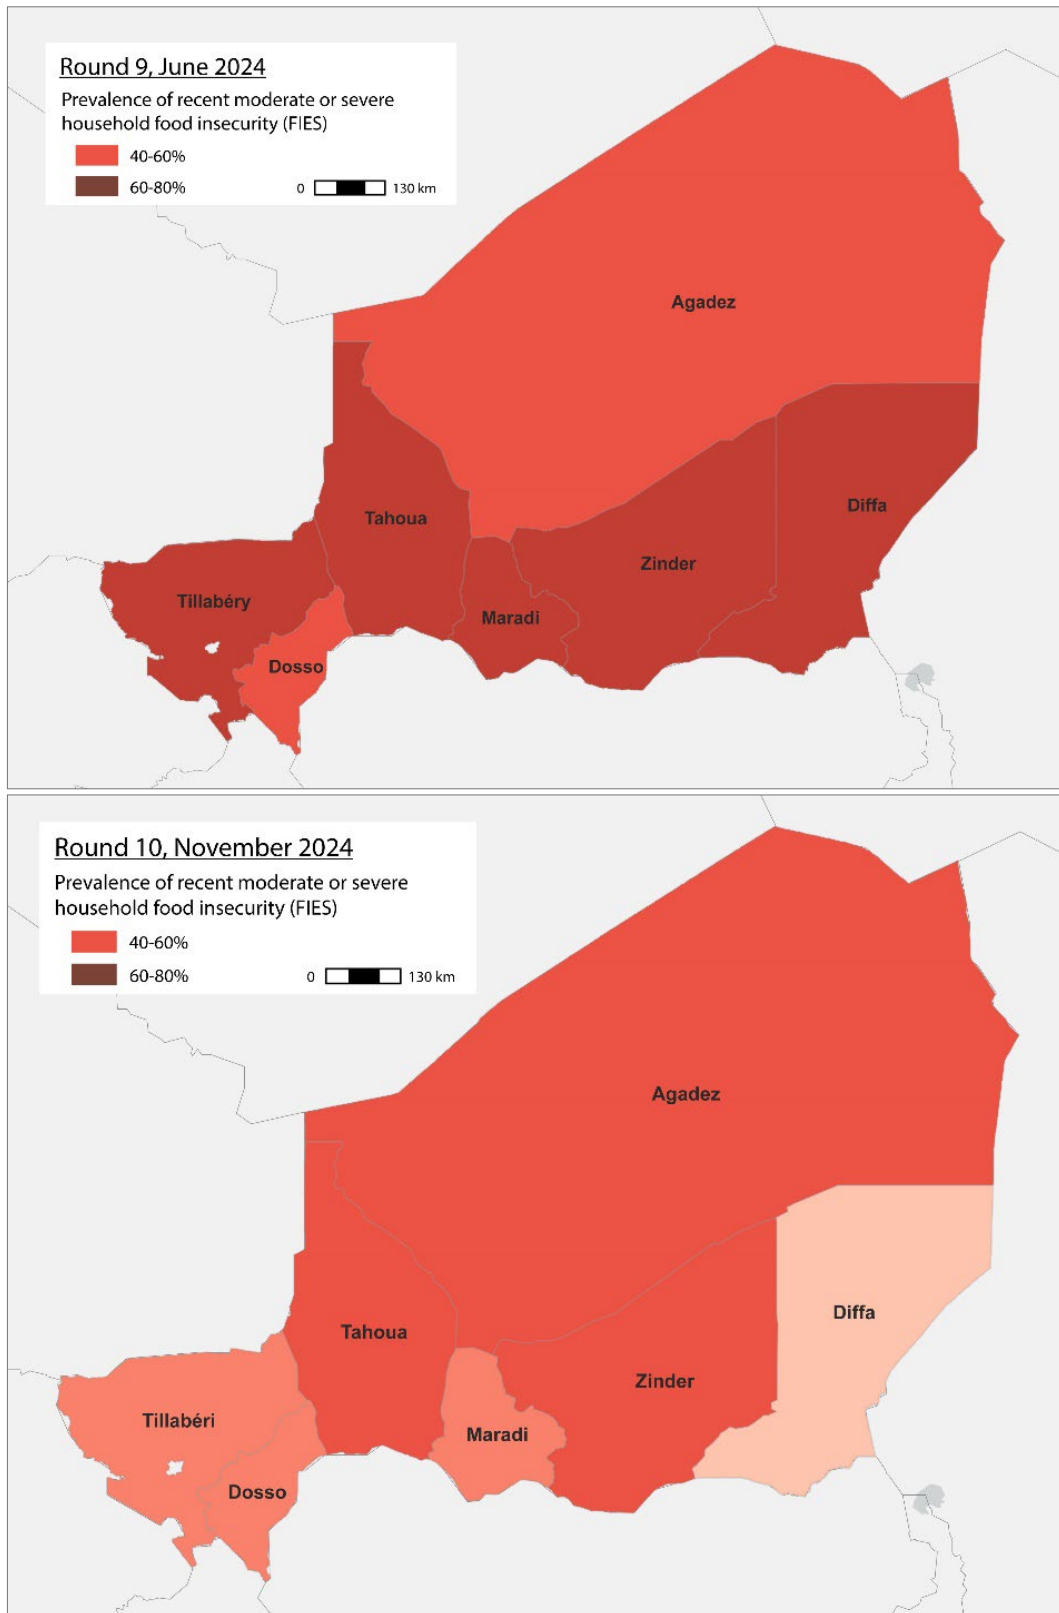 Round 9, June 2024
Prevalence of recent moderate or severe
household food insecurity (FIES)
40-60%
60-80%
0 130 km
Agadez
Diffa
Tahoua
Zinder
Tillabéry
Maradi
Dosso
Round 10, November 2024
Prevalence of recent moderate or severe
household food insecurity (FIES)
40-60%
60-80%
0 130 km
Agadez
Diffa
Tahoua
Zinder
Tillabéri
Maradi
Dosso